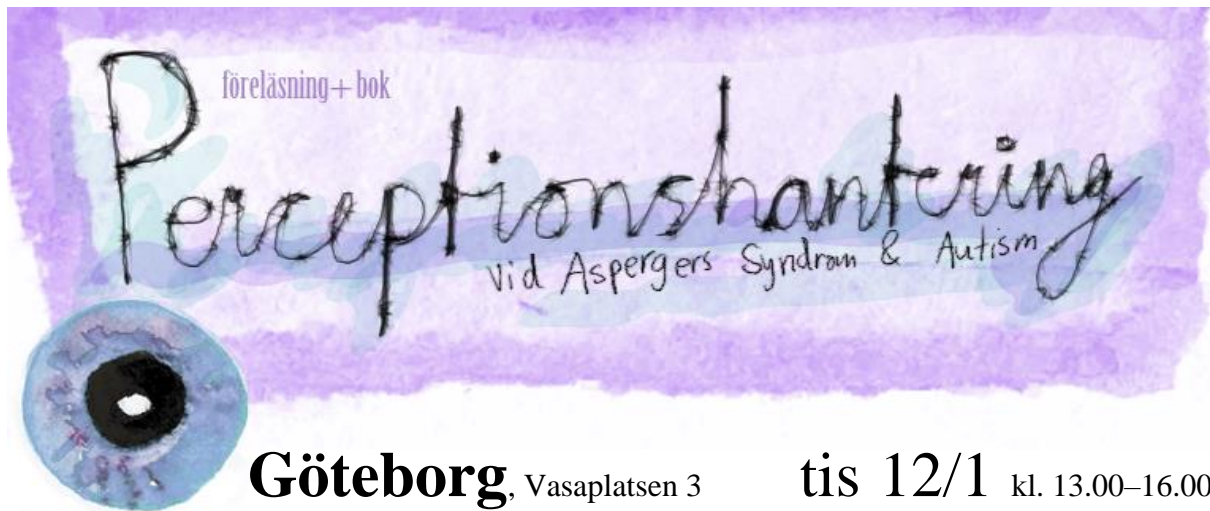 föreläsning+bok
Perceptionshantering
vid Aspergers Syndrom & Autism
Göteborg, Vasaplatsen 3 tis 12/1 kl. 13.00–16.00